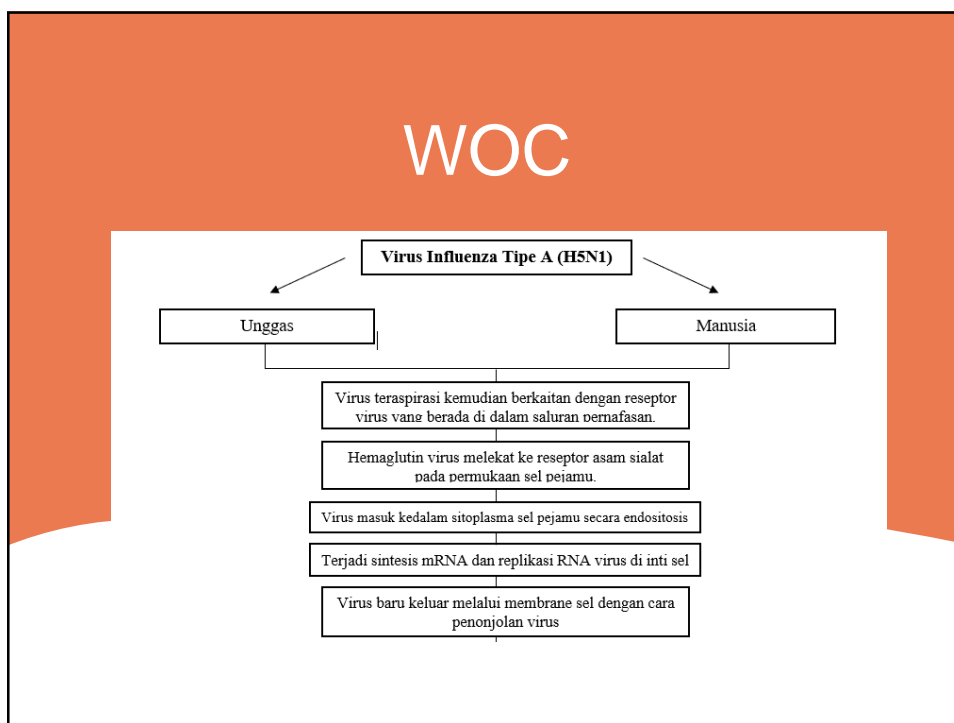 WOC
Virus Influenza Tipe A (H5N1)
Unggas
Manusia
Virus teraspirasi kemudian berkaitan dengan reseptor
virus yang berada di dalam saluran pernafasan.
Hemaglutin virus melekat ke reseptor asam sialat
pada permukaan sel pejamu.
Virus masuk kedalam sitoplasma sel pejamu secara endositosis
Terjadi sintesis mRNA dan replikasi RNA virus di inti sel
Virus baru keluar melalui membrane sel dengan cara
penonjolan virus